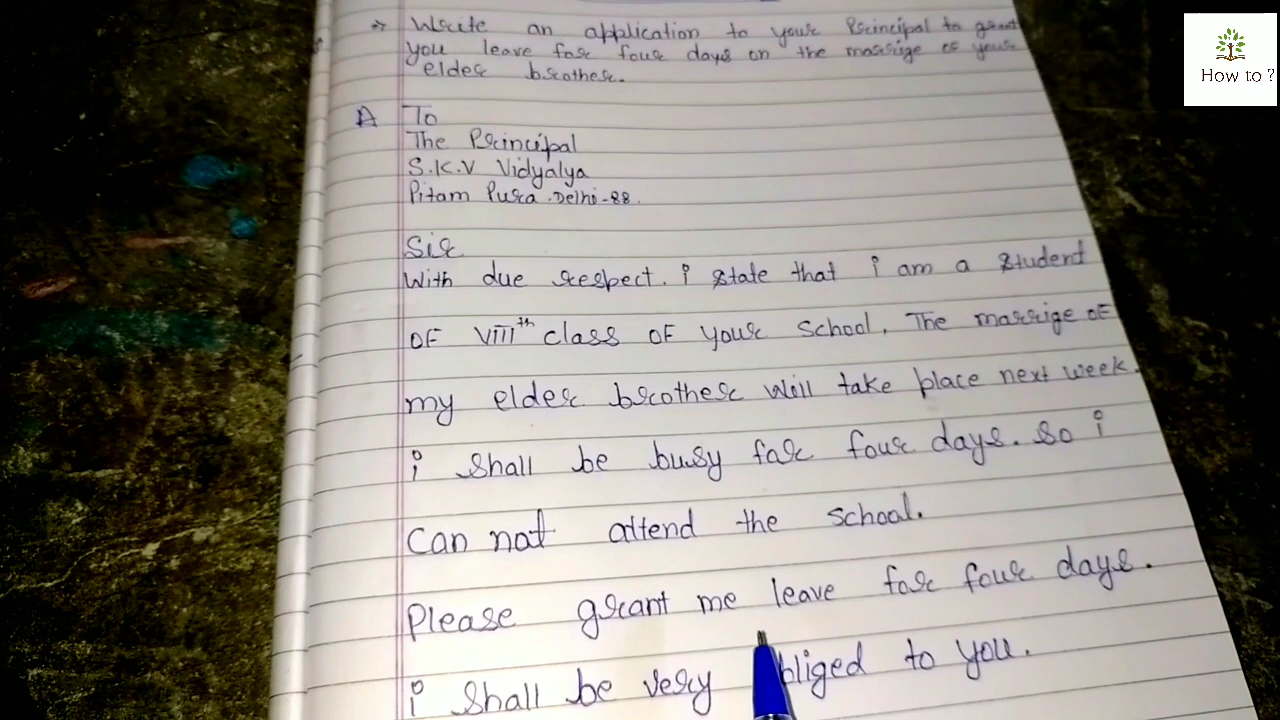 → Write an application to your Principal to grant
you leave for four days on the marrige of your
elder brother.
How to ?
A To
The Principal
S.K.V Vidyalya
Pitam Pura .Delhi-88.
Sir
With due respect. i state that i am a student
OF VIIIth class OF your School. The marrige OF
my elder brother Will take place next week.
i shall be busy for four days. so i
can not attend the school.
Please grant me leave for four days.
i shall be very bliged to you.